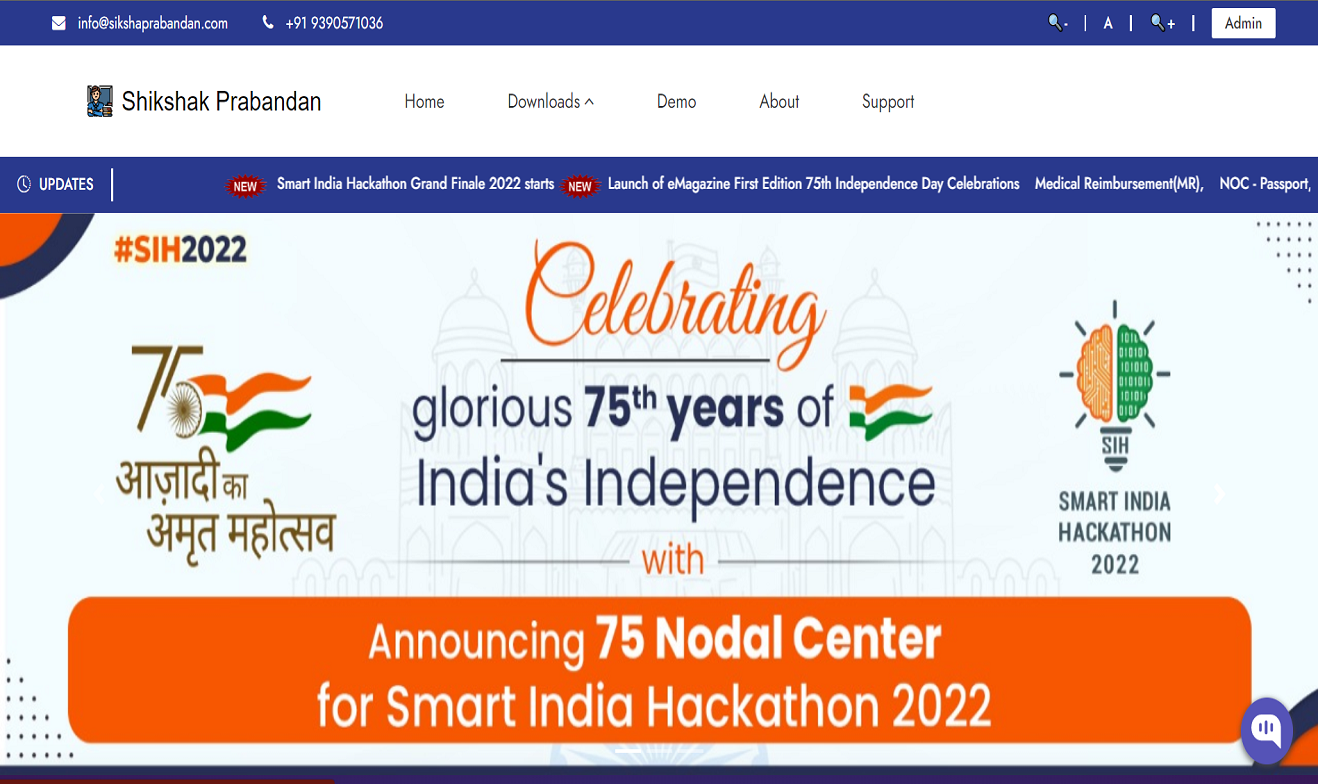 info@sikshaprabandan.com +91 9390571036 - | A | + | Admin
Shikshak Prabandan Home Downloads Demo About Support
UPDATES NEW Smart India Hackathon Grand Finale 2022 starts NEW Launch of eMagazine First Edition 75th Independence Day Celebrations Medical Reimbursement(MR), NOC - Passport,
#SIH2022
Celebrating
75
glorious 75th years of
India's Independence
आज़ादी का
अमृत महोत्सव
with
SIH
SMART INDIA
HACKATHON
2022
Announcing 75 Nodal Center
for Smart India Hackathon 2022